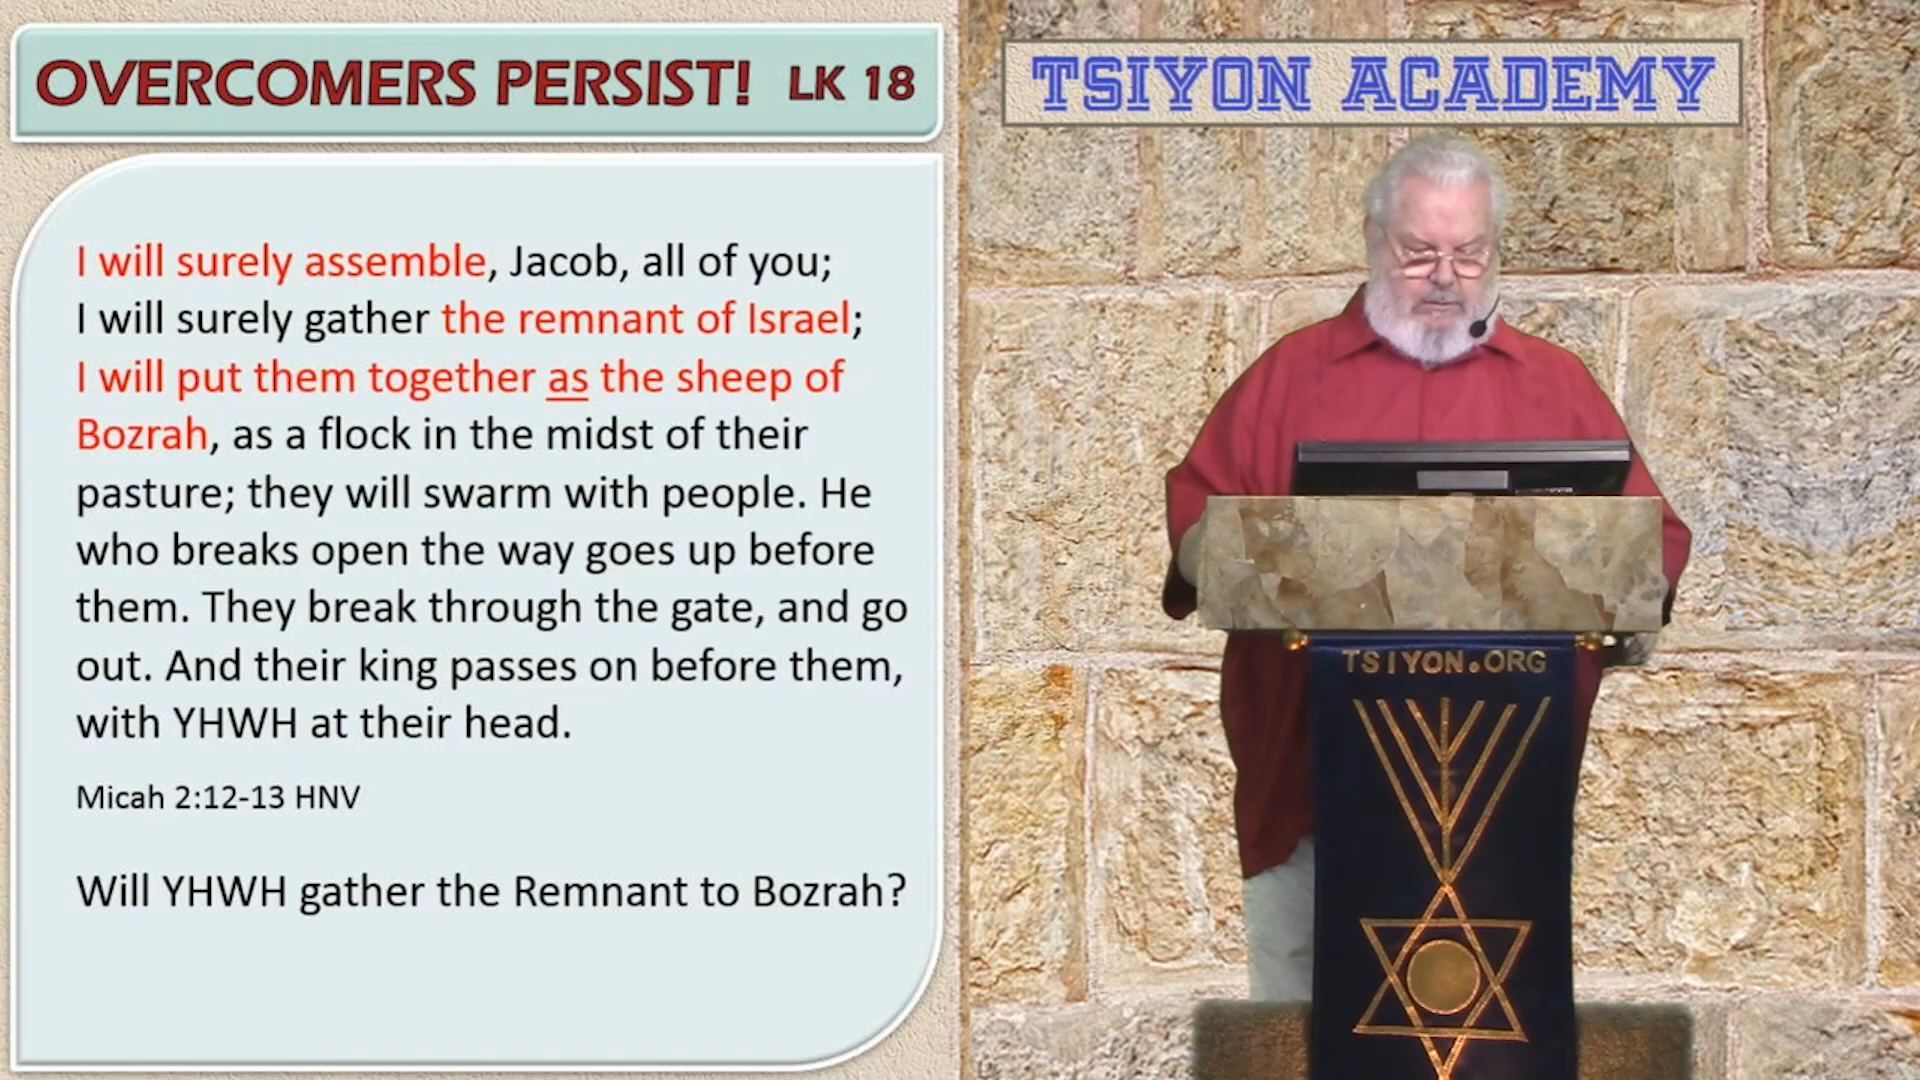 OVERCOMERS PERSIST! LK 18
TSIYON ACADEMY
I will surely assemble, Jacob, all of you;
I will surely gather the remnant of Israel;
I will put them together as the sheep of
Bozrah, as a flock in the midst of their
pasture; they will swarm with people. He
who breaks open the way goes up before
them. They break through the gate, and go
out. And their king passes on before them,
with YHWH at their head.
Micah 2:12-13 HNV
Will YHWH gather the Remnant to Bozrah?
TSIYON.ORG